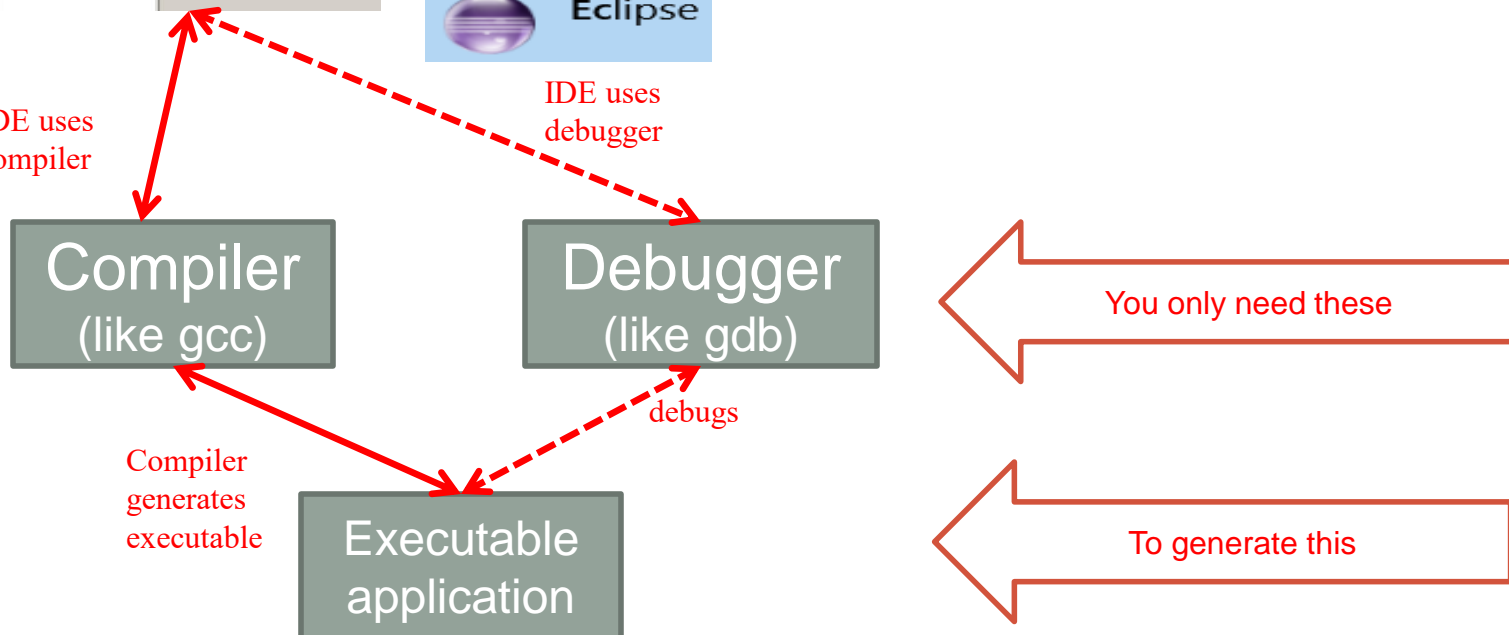 Eclipse
IDE uses
debugger
uses
Compiler
(like gcc)
Debugger
(like gdb)
You only need these
debugs
Compiler
generates
executable
Executable
application
To generate this